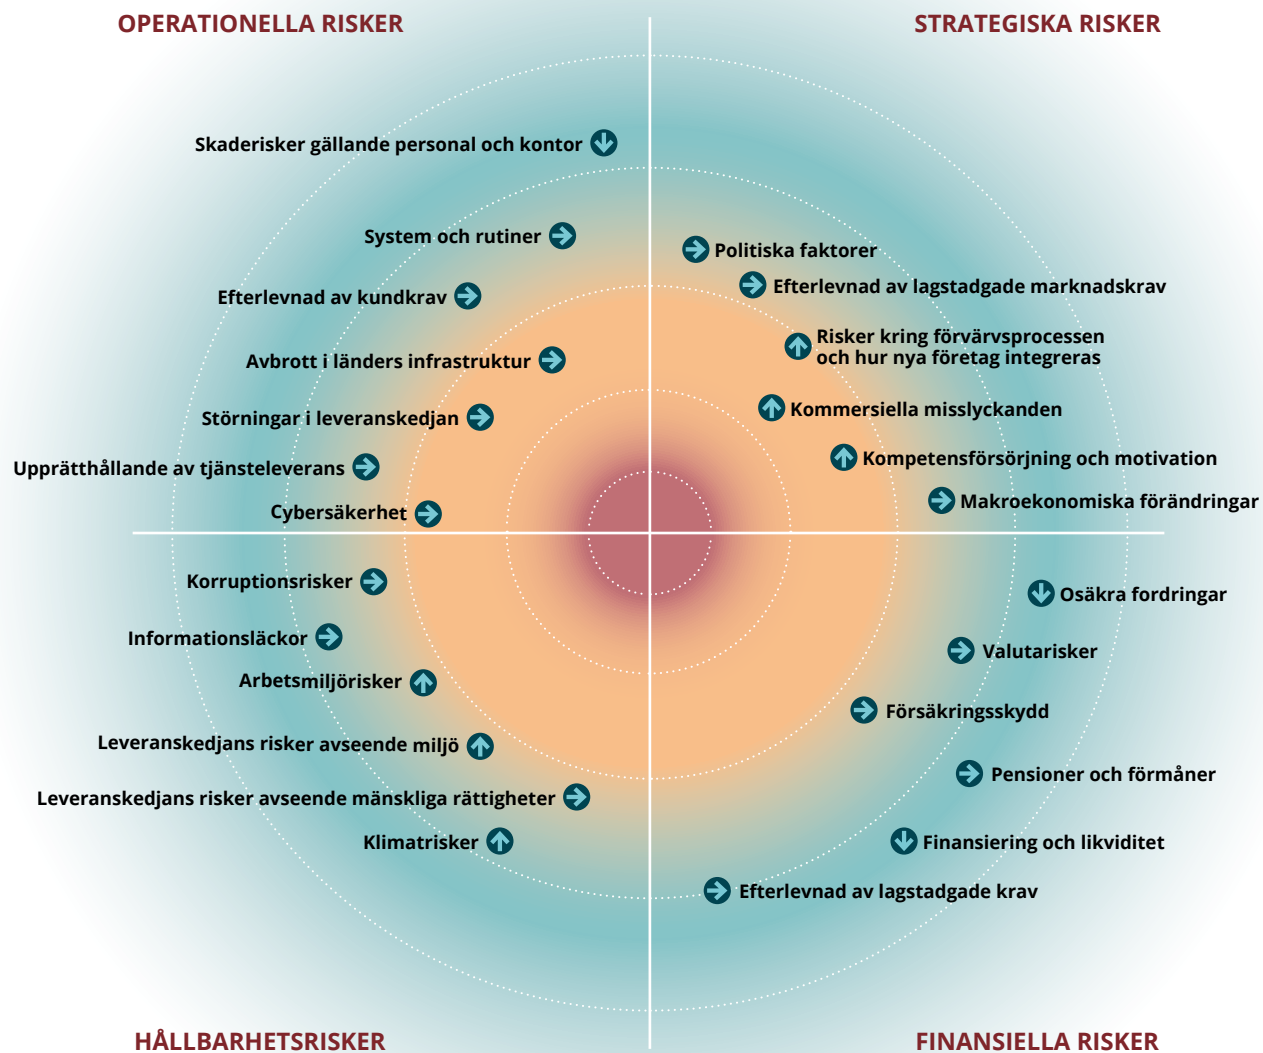 OPERATIONELLA RISKER
Skaderisker gällande personal och kontor
System och rutiner
Efterlevnad av kundkrav
Avbrott i länders infrastruktur
Störningar i leveranskedjan
Upprätthållande av tjänsteleverans
Cybersäkerhet
STRATEGISKA RISKER
Politiska faktorer
Efterlevnad av lagstadgade marknadskrav
Risker kring förvärvsprocessen
och hur nya företag integreras
Kommersiella misslyckanden
Kompetensförsörjning och motivation
Makroekonomiska förändringar
Korruptionsrisker
Informationsläckor
Arbetsmiljörisker
Leveranskedjans risker avseende miljö
Leveranskedjans risker avseende mänskliga rättigheter
Klimatrisker
HÅLLBARHETSRISKER
Osäkra fordringar
Valutarisker
Försäkringsskydd
Pensioner och förmåner
Finansiering och likviditet
Efterlevnad av lagstadgade krav
FINANSIELLA RISKER